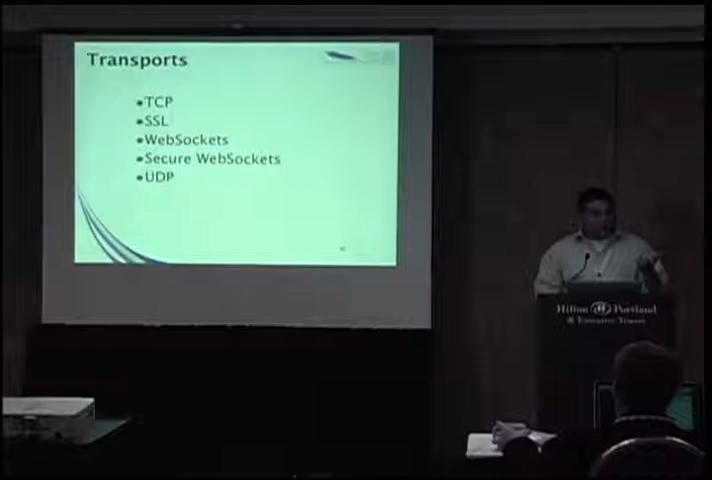 Transports
•TCP
•SSL
•WebSockets
•Secure WebSockets
•UDP
Hilton Portland
& Executive Tower